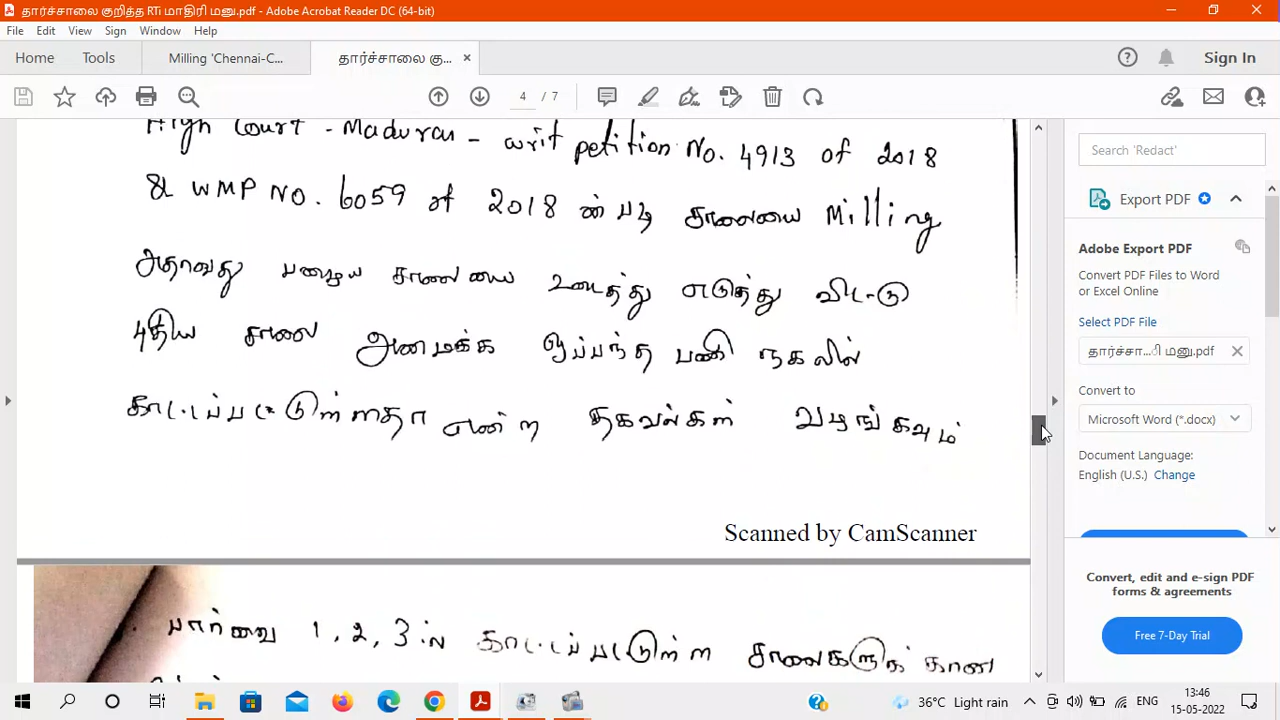 தார்ச்சாலை குறித்த RTi மாதிரி மனு.pdf - Adobe Acrobat Reader DC (64-bit)
File Edit View Sign Window Help
Home Tools Milling 'Chennai-C... தார்ச்சாலை கு... × Sign In
4 / 7
High Court - Madurai - writ petition No. 4913 of 2018
& WMP NO. 6059 of 2018 ன் படி சாலையை Milling
அதாவது பழைய சாலையை உடைத்து எடுத்து விட்டு
புதிய சாலை அமைக்க ஒப்பந்த பணி நகலில்
காட்டப்பட்டுள்ளதா என்ற தகவல்கள் வழங்கவும்
Scanned by CamScanner
பார்வை 1, 2, 3 ல் காட்டப்பட்டுள்ள சாலைகளுக்கான
Search 'Redact'
Export PDF
Adobe Export PDF
Convert PDF Files to Word
or Excel Online
Select PDF File
தார்ச்சா...ி மனு.pdf ×
Convert to
Microsoft Word (*.docx)
Document Language:
English (U.S.) Change
Convert, edit and e-sign PDF
forms & agreements
Free 7-Day Trial
36°C Light rain ENG 13:46
15-05-2022